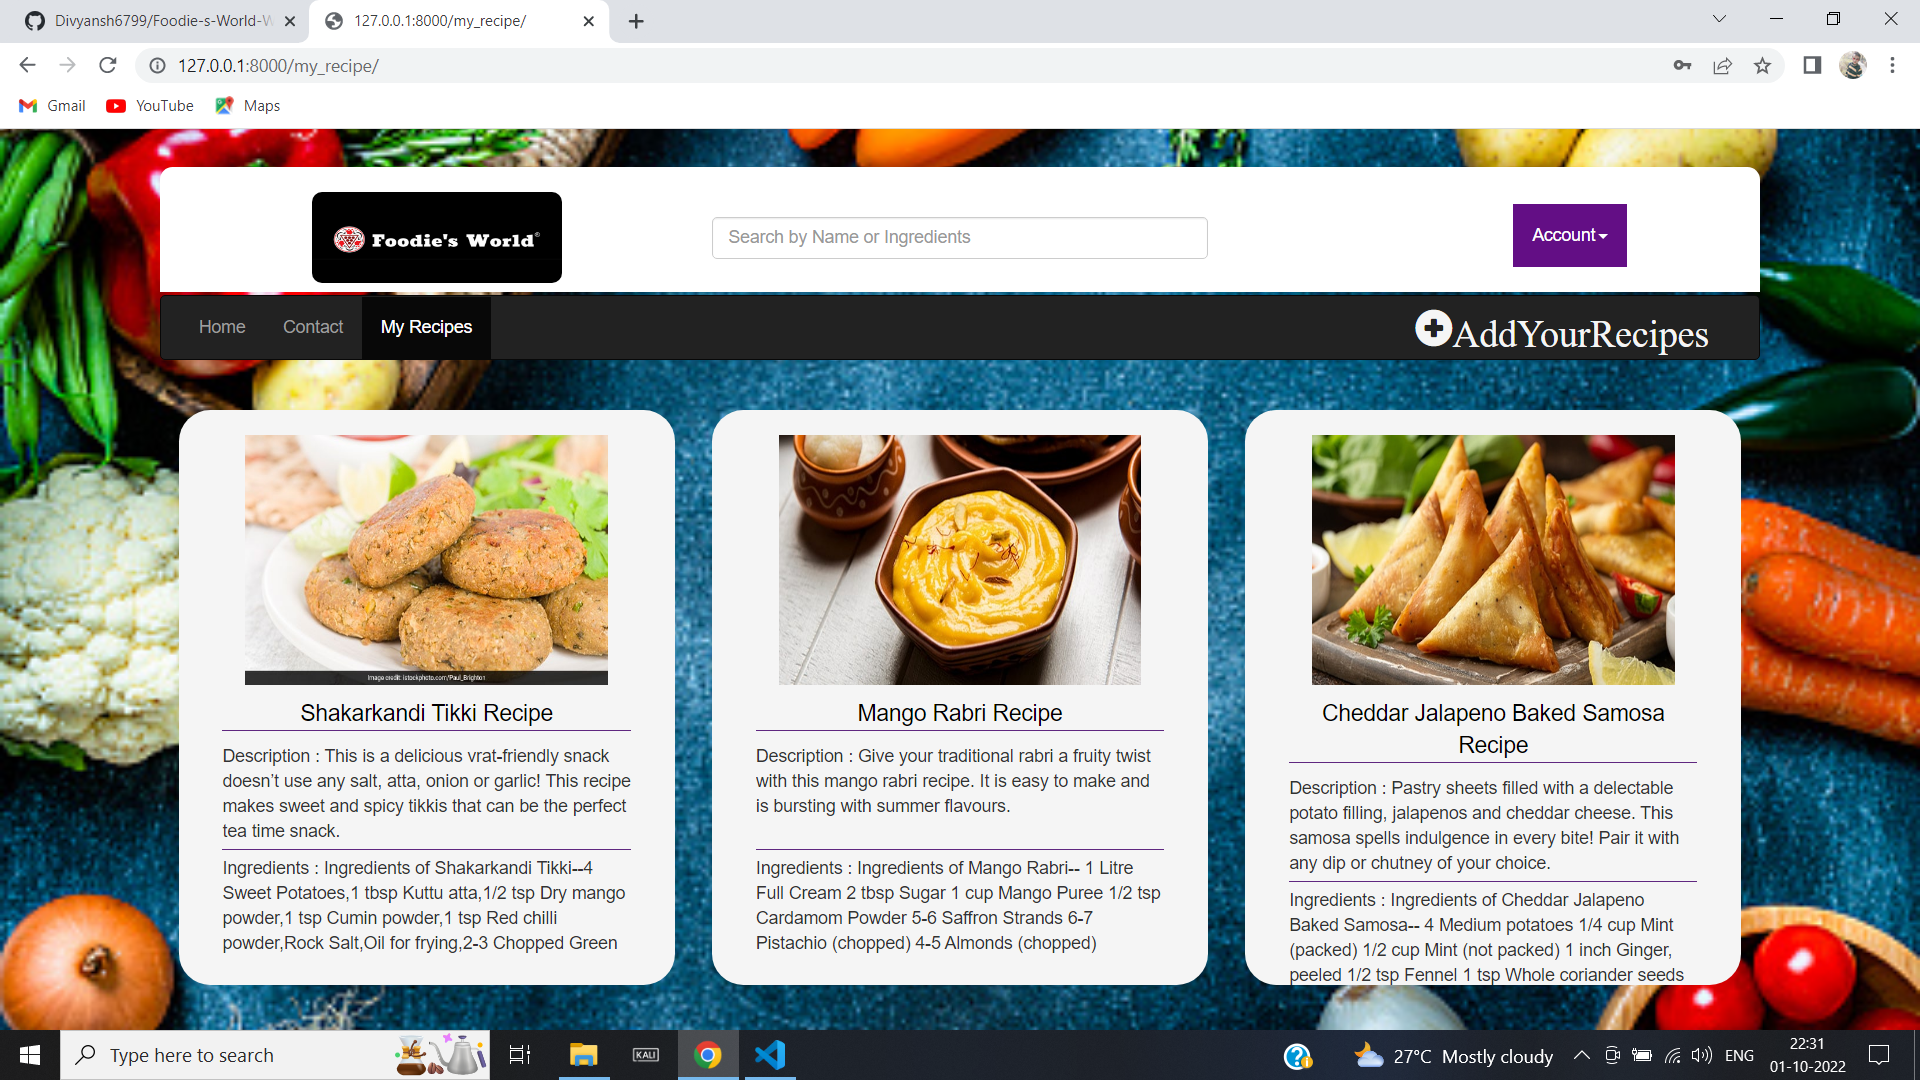 Divyansh6799/Foodie-s-World-W
127.0.0.1:8000/my_recipe/
127.0.0.1:8000/my_recipe/
Gmail
YouTube
Maps
Foodie's World®
Search by Name or Ingredients
Account
Home
Contact
My Recipes
AddYourRecipes
Image credit: istockphoto.com/Paul_Brighton
Shakarkandi Tikki Recipe
Description : This is a delicious vrat-friendly snack
doesn’t use any salt, atta, onion or garlic! This recipe
makes sweet and spicy tikkis that can be the perfect
tea time snack.
Ingredients : Ingredients of Shakarkandi Tikki--4
Sweet Potatoes,1 tbsp Kuttu atta,1/2 tsp Dry mango
powder,1 tsp Cumin powder,1 tsp Red chilli
powder,Rock Salt,Oil for frying,2-3 Chopped Green
Mango Rabri Recipe
Description : Give your traditional rabri a fruity twist
with this mango rabri recipe. It is easy to make and
is bursting with summer flavours.
Ingredients : Ingredients of Mango Rabri-- 1 Litre
Full Cream 2 tbsp Sugar 1 cup Mango Puree 1/2 tsp
Cardamom Powder 5-6 Saffron Strands 6-7
Pistachio (chopped) 4-5 Almonds (chopped)
Cheddar Jalapeno Baked Samosa
Recipe
Description : Pastry sheets filled with a delectable
potato filling, jalapenos and cheddar cheese. This
samosa spells indulgence in every bite! Pair it with
any dip or chutney of your choice.
Ingredients : Ingredients of Cheddar Jalapeno
Baked Samosa-- 4 Medium potatoes 1/4 cup Mint
(packed) 1/2 cup Mint (not packed) 1 inch Ginger,
peeled 1/2 tsp Fennel 1 tsp Whole coriander seeds
Type here to search
KALI
27°C Mostly cloudy
ENG
22:31
01-10-2022